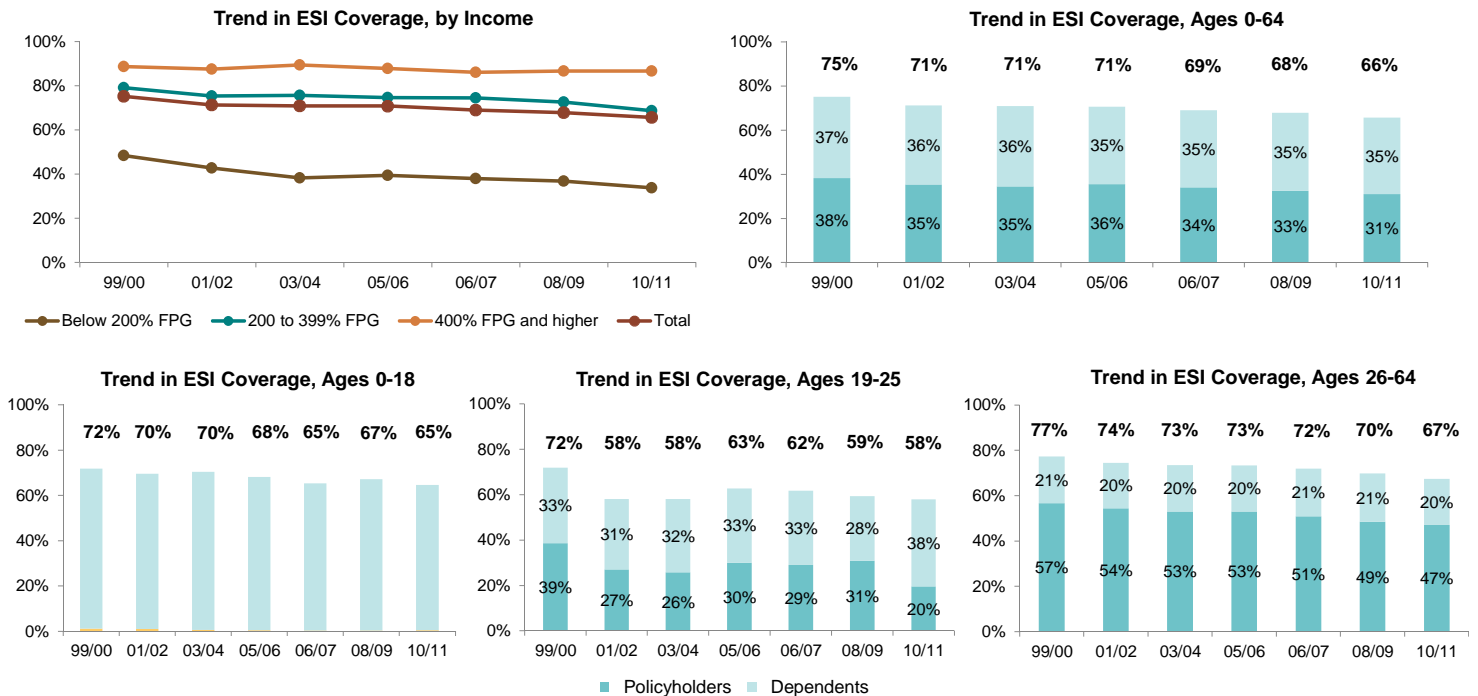 Trend in ESI Coverage, by Income
100%
80%
60%
40%
20%
0%
99/00 01/02 03/04 05/06 06/07 08/09 10/11
Below 200% FPG 200 to 399% FPG 400% FPG and higher Total
Trend in ESI Coverage, Ages 0-64
100%
75% 71% 71% 71% 69% 68% 66%
80%
60%
37% 36% 36% 35% 35% 35% 35%
40%
20%
38% 35% 35% 36% 34% 33% 31%
0%
99/00 01/02 03/04 05/06 06/07 08/09 10/11
Trend in ESI Coverage, Ages 0-18
100%
72% 70% 70% 68% 65% 67% 65%
80%
60%
40%
20%
0%
99/00 01/02 03/04 05/06 06/07 08/09 10/11
Trend in ESI Coverage, Ages 19-25
100%
72% 58% 58% 63% 62% 59% 58%
80%
60%
33% 31% 32% 33% 33% 28% 38%
40%
20%
39% 27% 26% 30% 29% 31% 20%
0%
99/00 01/02 03/04 05/06 06/07 08/09 10/11
Policyholders Dependents
Trend in ESI Coverage, Ages 26-64
100%
77% 74% 73% 73% 72% 70% 67%
80%
21% 20% 20% 20% 21% 21% 20%
60%
40%
57% 54% 53% 53% 51% 49% 47%
20%
0%
99/00 01/02 03/04 05/06 06/07 08/09 10/11